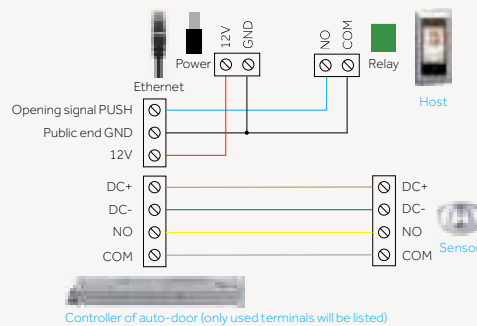 12V
GND
NO
COM
Power
Relay
Ethernet
Host
Opening signal PUSH
Public end GND
12V
DC+
DC-
NO
COM
DC+
DC-
NO
COM
Sensor
Controller of auto-door (only used terminals will be listed)